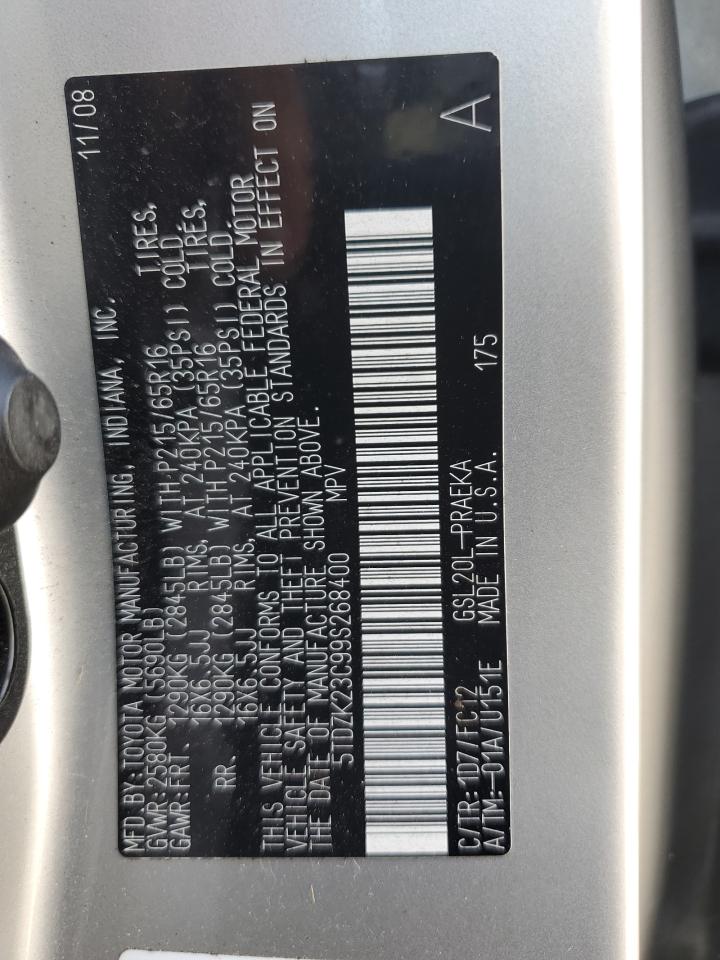 MFD.BY:TOYOTA MOTOR MANUFACTURING, INDIANA, INC. 11/08
GVWR:2580KG (5690LB)
GAWR:FRT. 1290KG (2845LB) WITH P215/65R16 TIRES,
16X6.5JJ RIMS, AT 240KPA (35PSI) COLD.
RR. 1290KG (2845LB) WITH P215/65R16 TIRES,
16X6.5JJ RIMS, AT 240KPA (35PSI) COLD.
THIS VEHICLE CONFORMS TO ALL APPLICABLE FEDERAL MOTOR
VEHICLE SAFETY AND THEFT PREVENTION STANDARDS IN EFFECT ON
THE DATE OF MANUFACTURE SHOWN ABOVE.
5TDZK23C99S268400 MPV
C/TR:1D7/FC12 GSL20L-PRAEKA A
A/TM:-01A/U151E MADE IN U.S.A. 175